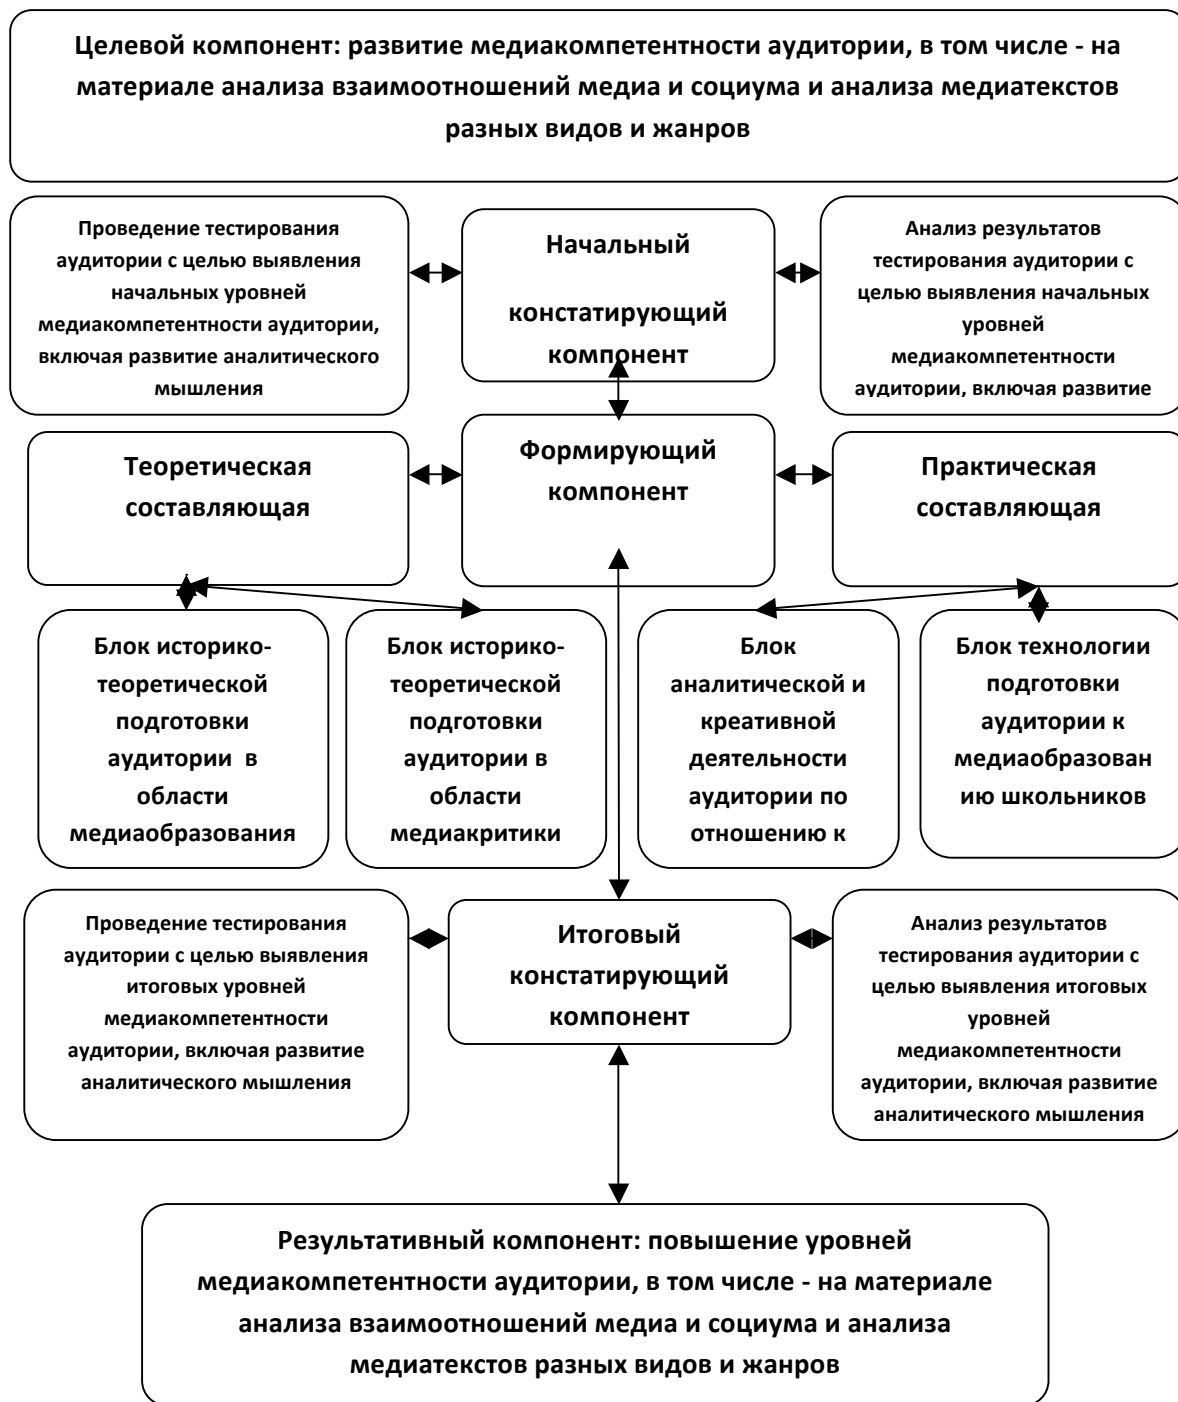 Целевой компонент: развитие медиакомпетентности аудитории, в том числе - на
материале анализа взаимоотношений медиа и социума и анализа медиатекстов
разных видов и жанров
Проведение тестирования
аудитории с целью выявления
начальных уровней
медиакомпетентности аудитории,
включая развитие аналитического
мышления
Начальный
констатирующий
компонент
Анализ результатов
тестирования аудитории с
целью выявления начальных
уровней
медиакомпетентности
аудитории, включая развитие
Теоретическая
составляющая
Формирующий
компонент
Практическая
составляющая
Блок историко-
теоретической
подготовки
аудитории в
области
медиаобразования
Блок историко-
теоретической
подготовки
аудитории в
области
медиакритики
Блок
аналитической и
креативной
деятельности
аудитории по
отношению к
Блок технологии
подготовки
аудитории к
медиаобразован
ию школьников
Проведение тестирования
аудитории с целью выявления
итоговых уровней
медиакомпетентности
аудитории, включая развитие
аналитического мышления
Итоговый
констатирующий
компонент
Анализ результатов
тестирования аудитории с
целью выявления итоговых
уровней
медиакомпетентности
аудитории, включая развитие
аналитического мышления
Результативный компонент: повышение уровней
медиакомпетентности аудитории, в том числе - на материале
анализа взаимоотношений медиа и социума и анализа
медиатекстов разных видов и жанров